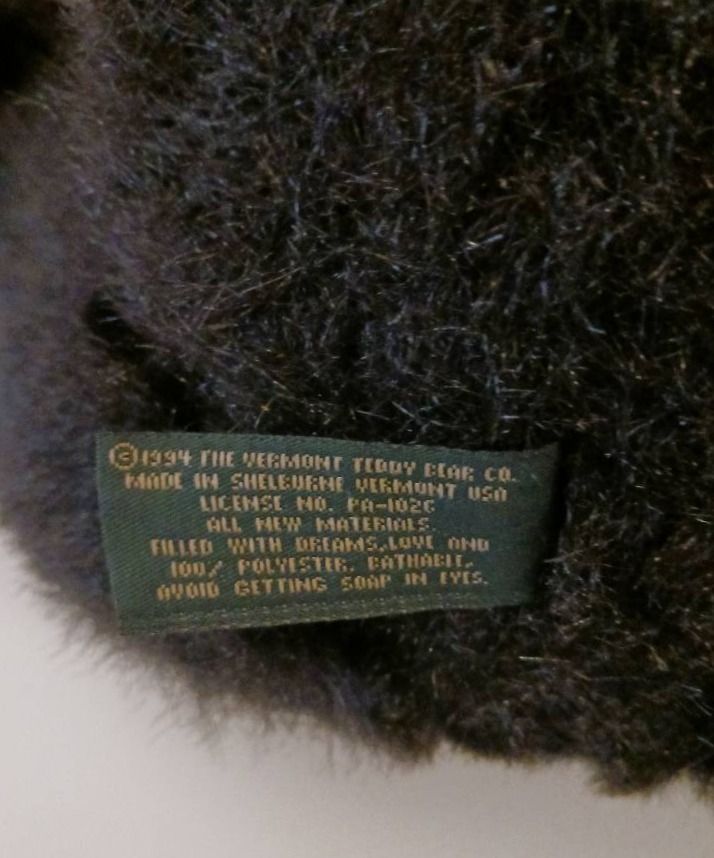 ©1994 THE VERMONT TEDDY BEAR CO.
MADE IN SHELBURNE VERMONT USA
LICENSE NO. PA-1026
ALL NEW MATERIALS.
FILLED WITH DREAMS, LOVE AND
100% POLYESTER. BATHABLE.
AVOID GETTING SOAP IN EYES.